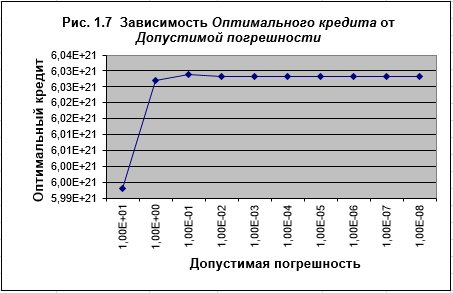 Рис. 1.7 Зависимость Оптимального кредита от
Допустимой погрешности
Оптимальный кредит
6,04E+21
6,03E+21
6,03E+21
6,02E+21
6,02E+21
6,01E+21
6,01E+21
6,00E+21
6,00E+21
5,99E+21
1,00E+01
1,00E+00
1,00E-01
1,00E-02
1,00E-03
1,00E-04
1,00E-05
1,00E-06
1,00E-07
1,00E-08
Допустимая погрешность